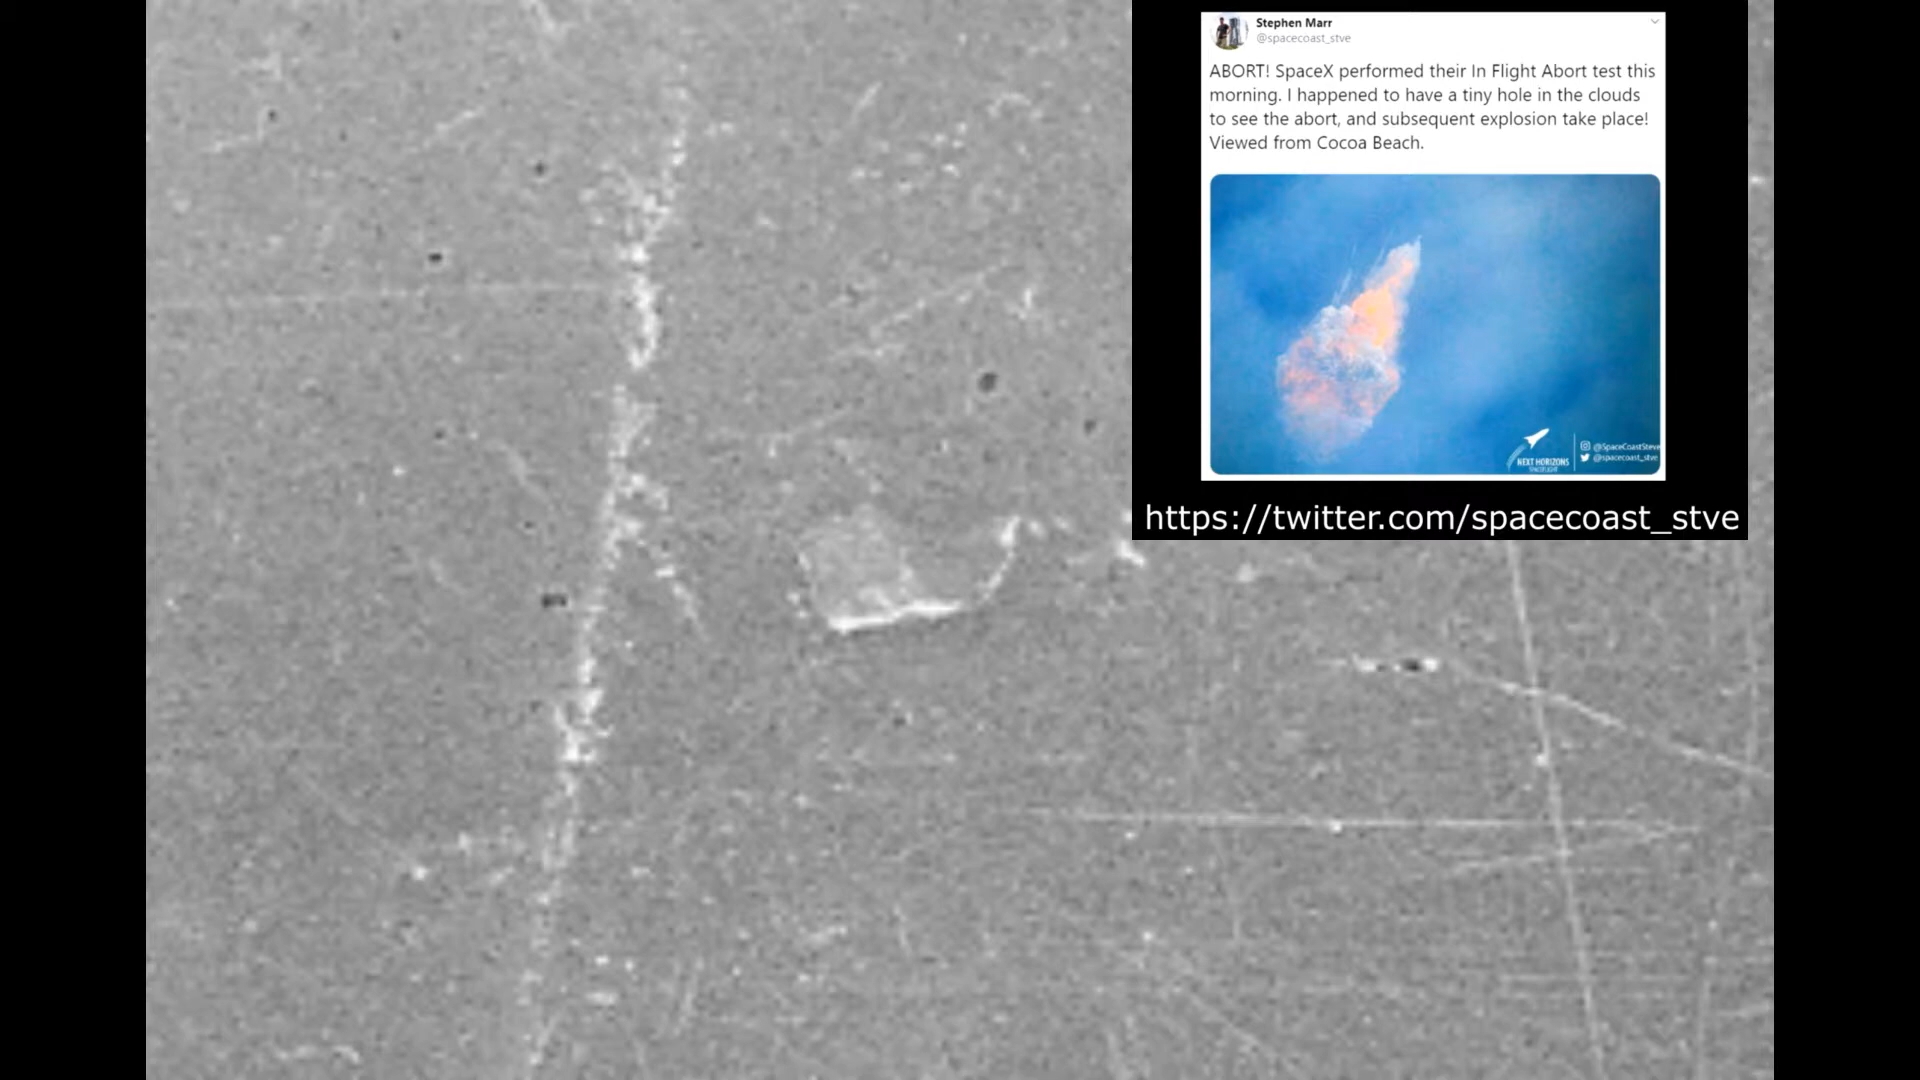 Stephen Marr
@spacecoast_stve
ABORT! SpaceX performed their In Flight Abort test this
morning. I happened to have a tiny hole in the clouds
to see the abort, and subsequent explosion take place!
Viewed from Cocoa Beach.
NEXT HORIZONS
SPACEFLIGHT
@SpaceCoastSteve
@spacecoast_stve
https://twitter.com/spacecoast_stve